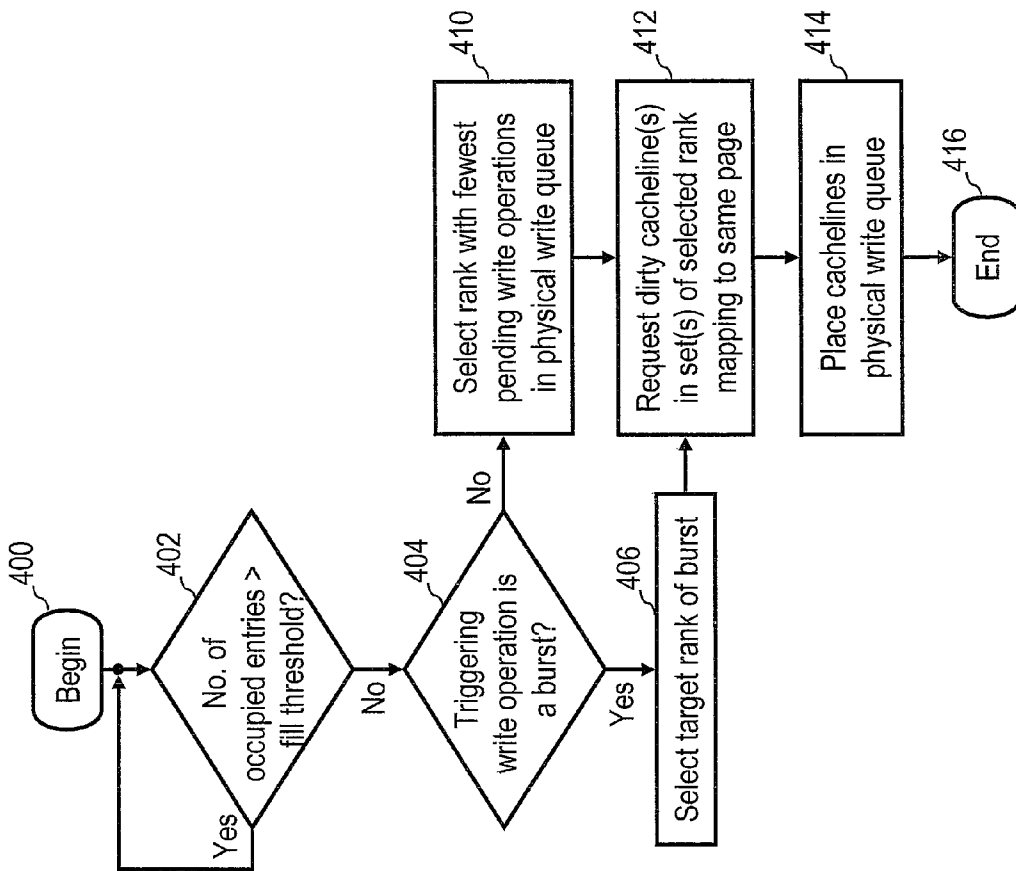 400
Begin
402
No. of
occupied entries >
fill threshold?
Yes
No
404
Triggering
write operation is
a burst?
No
Yes
406
Select target rank of burst
410
Select rank with fewest
pending write operations
in physical write queue
412
Request dirty cacheline(s)
in set(s) of selected rank
mapping to same page
414
Place cachelines in
physical write queue
416
End